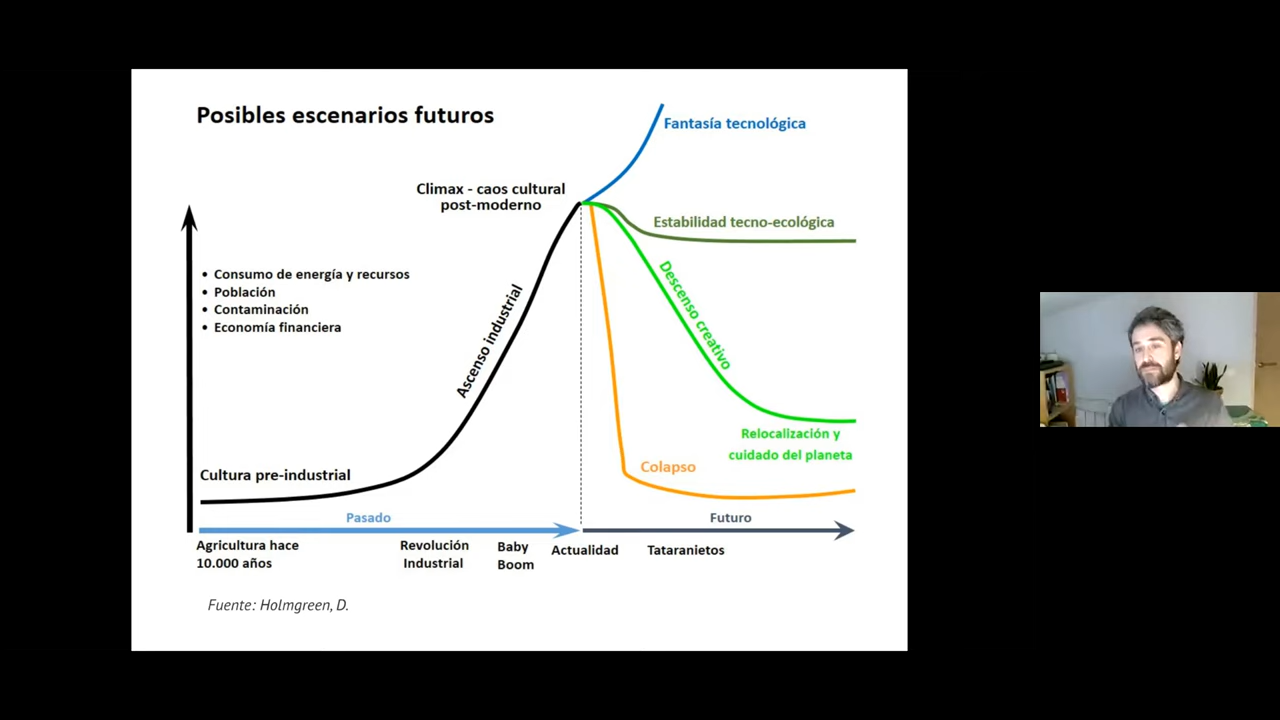 Posibles escenarios futuros
Fantasía tecnológica
Climax - caos cultural
post-moderno
Estabilidad tecno-ecológica
• Consumo de energía y recursos
• Población
• Contaminación
• Economía financiera
Ascenso industrial
Descenso creativo
Relocalización y
cuidado del planeta
Colapso
Cultura pre-industrial
Pasado
Futuro
Agricultura hace
10.000 años
Revolución
Industrial
Baby
Boom
Actualidad
Tataranietos
Fuente: Holmgreen, D.